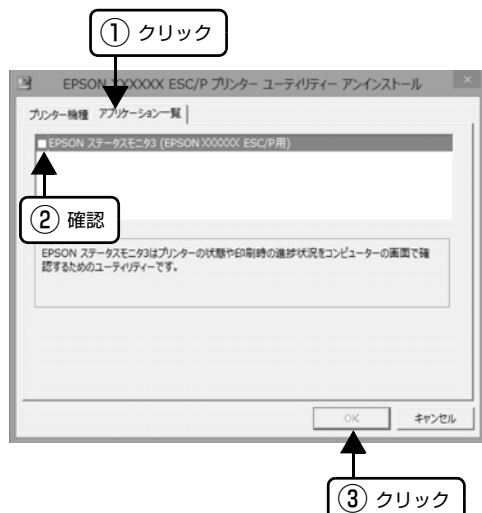 ① クリック
EPSON XXXXXX ESC/P プリンター ユーティリティー アンインストール
プリンター機種 アプリケーション一覧
EPSON ステータスモニタ3 (EPSON XXXXXX ESC/P用)
② 確認
EPSON ステータスモニタ3はプリンターの状態や印刷時の進捗状況をコンピューターの画面で確
認するためのユーティリティーです。
OK キャンセル
③ クリック